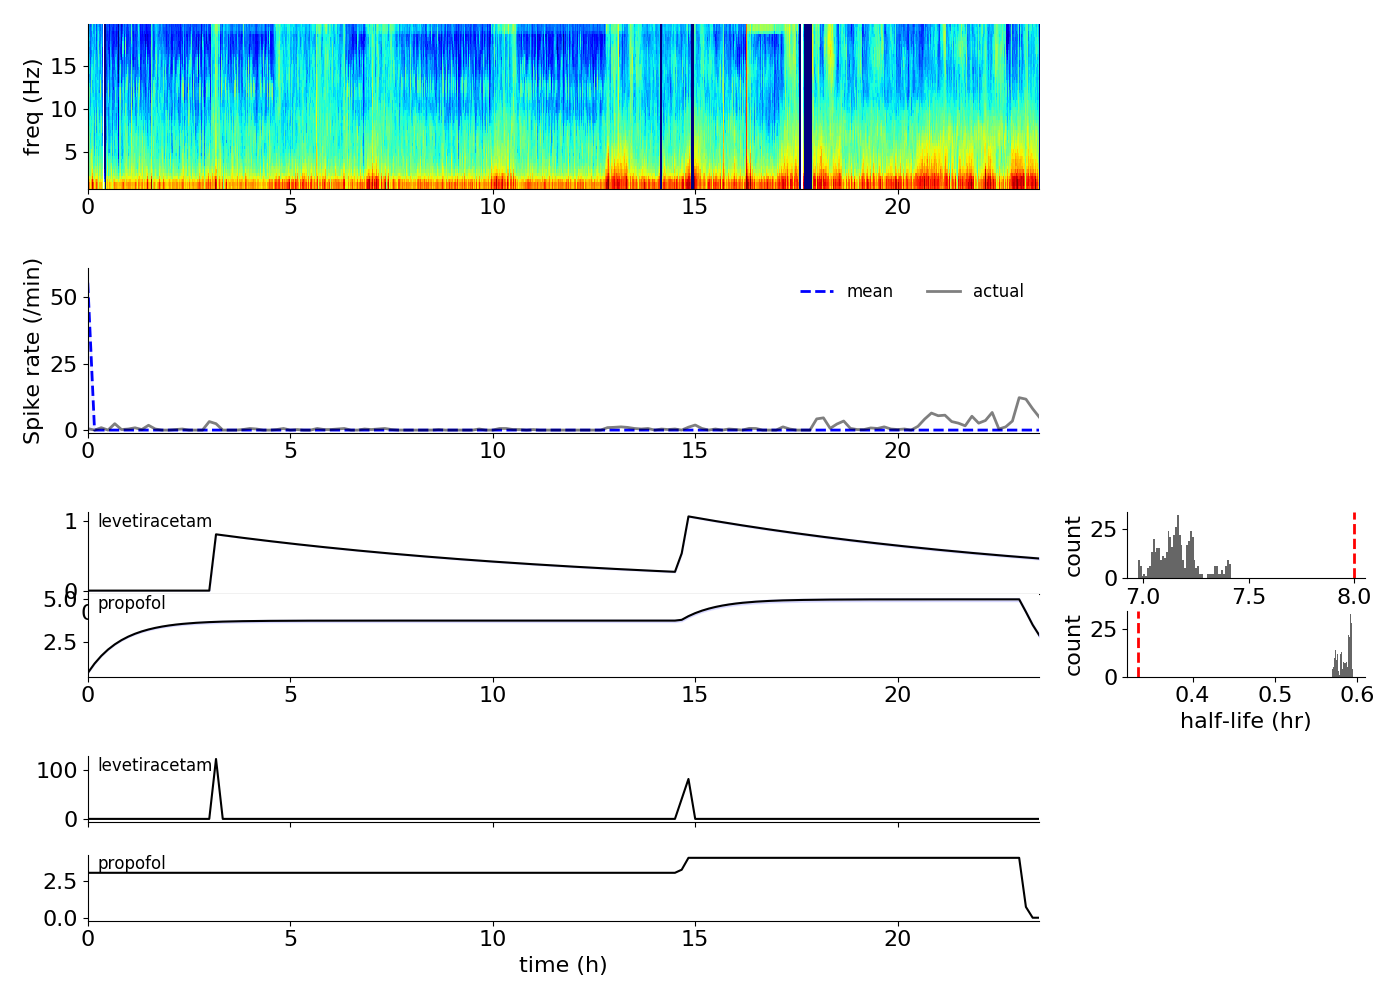 freq (Hz)
15
10
5
0 5 10 15 20
Spike rate (/min)
50
25
0
mean actual
0 5 10 15 20
1
0
levetiracetam
5.0
2.5
propofol
0
0 5 10 15 20
count
25
0
7.0 7.5 8.0
count
25
0
0.4 0.5 0.6
half-life (hr)
100
0
levetiracetam
2.5
0.0
propofol
0 5 10 15 20
time (h)